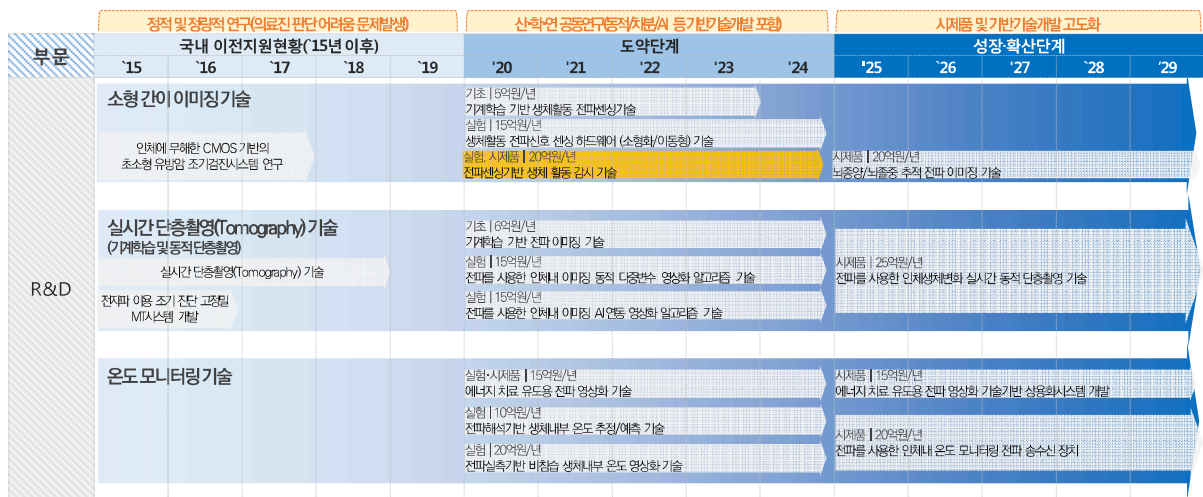 정적 및 정량적 연구(의료진 판단 어려움 문제발생)
산·학·연 공동연구(동적/처분/AI 등 기반기술개발 포함)
시제품 및 기반기술개발 고도화
부문
국내 이전지원현황(`15년 이후)
도약단계
성장·확산단계
`15
`16
`17
`18
`19
'20
'21
'22
'23
'24
'25
'26
'27
'28
'29
R&D
소형 간이 이미징 기술
인체에 무해한 CMOS 기반의
초소형 유방암 조기검진시스템 연구
기초 | 5억원/년
기계학습 기반 생체활동 전파센싱기술
실험 | 15억원/년
생체활동 전파신호 센싱 하드웨어 (소형화/이동형) 기술
실험, 시제품 | 20억원/년
전파센싱기반 생체 활동 감시 기술
시제품 | 20억원/년
뇌종양/뇌졸중 추적 전파 이미징 기술
실시간 단층촬영(Tomography) 기술
(기계학습 및 동적 단층촬영)
실시간 단층촬영(Tomography) 기술
전자파 이용 조기 진단 고정밀
MT시스템 개발
기초 | 6억원/년
기계학습 기반 전파 이미징 기술
실험 | 15억원/년
전파를 사용한 인체내 이미징 동적 다중변수 영상화 알고리즘 기술
실험 | 15억원/년
전파를 사용한 인체내 이미징 AI 연동 영상화 알고리즘 기술
시제품 | 25억원/년
전파를 사용한 인체생체변화 실시간 동적 단층촬영 기술
온도 모니터링 기술
실험·시제품 | 15억원/년
에너지 치료 유도용 전파 영상화 기술
실험 | 10억원/년
전파해석기반 생체내부 온도 추정/예측 기술
실험 | 20억원/년
전파실측기반 비침습 생체내부 온도 영상화 기술
시제품 | 15억원/년
에너지 치료 유도용 전파 영상화 기술기반 상용화시스템 개발
시제품 | 20억원/년
전파를 사용한 인체내 온도 모니터링 전파 송수신 장치